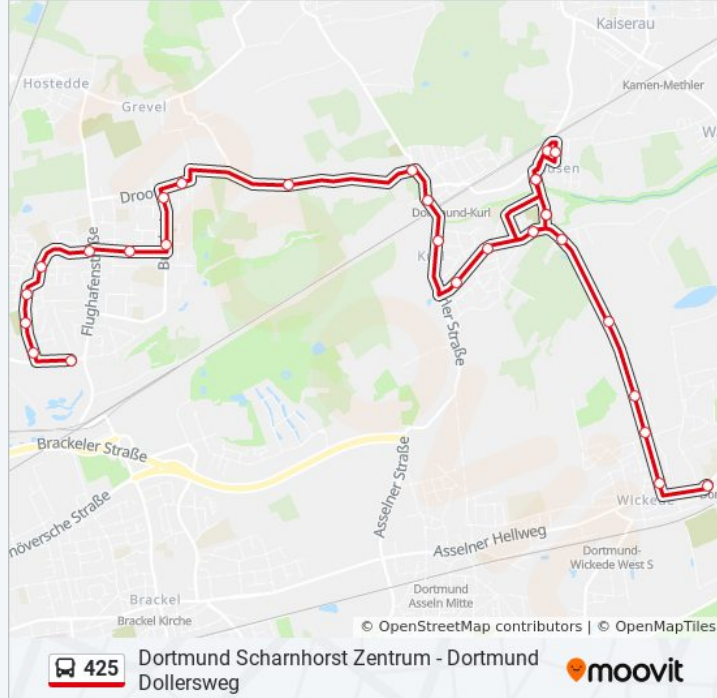 Kaiserau
Hostedde
Kamen-Methler
Grevel
Droo
Dortmund-Kurl
Flughafenstraße
Brackeler Straße
Asselner Straße
növersche Straße
Wickede
Asselner Hellweg
Dortmund-
Wickede West S
Brackel
Brackel Kirche
Dortmund
Asseln Mitte
© OpenStreetMap contributors | © OpenMapTiles
425
Dortmund Scharnhorst Zentrum - Dortmund
Dollersweg
moovit